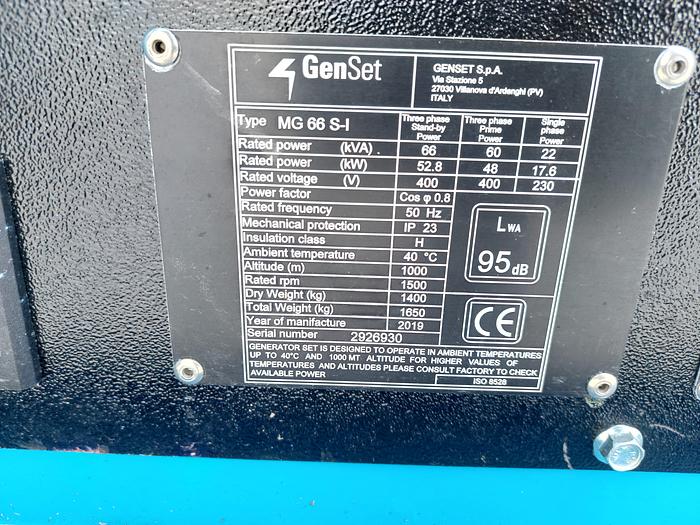 GenSet
GENSET S.p.A.
Via Stazione 5
27030 Villanova d'Ardenghi (PV)
ITALY
Type MG 66 S-I
Three phase Stand-by Power
Three phase Prime Power
Single phase Power
Rated power (kVA) 66 60 22
Rated power (kW) 52.8 48 17.6
Rated voltage (V) 400 400 230
Power factor Cos φ 0.8
Rated frequency 50 Hz
Mechanical protection IP 23
Insulation class H
Ambient temperature 40 °C
Altitude (m) 1000
Rated rpm 1500
Dry Weight (kg) 1400
Total Weight (kg) 1650
Year of manifacture 2019
Serial number 2926930
LWA
95 dB
CE
GENERATOR SET IS DESIGNED TO OPERATE IN AMBIENT TEMPERATURES
UP TO 40°C AND 1000 MT ALTITUDE FOR HIGHER VALUES OF
TEMPERATURES AND ALTITUDES PLEASE CONSULT FACTORY TO CHECK
AVAILABLE POWER
ISO 8528